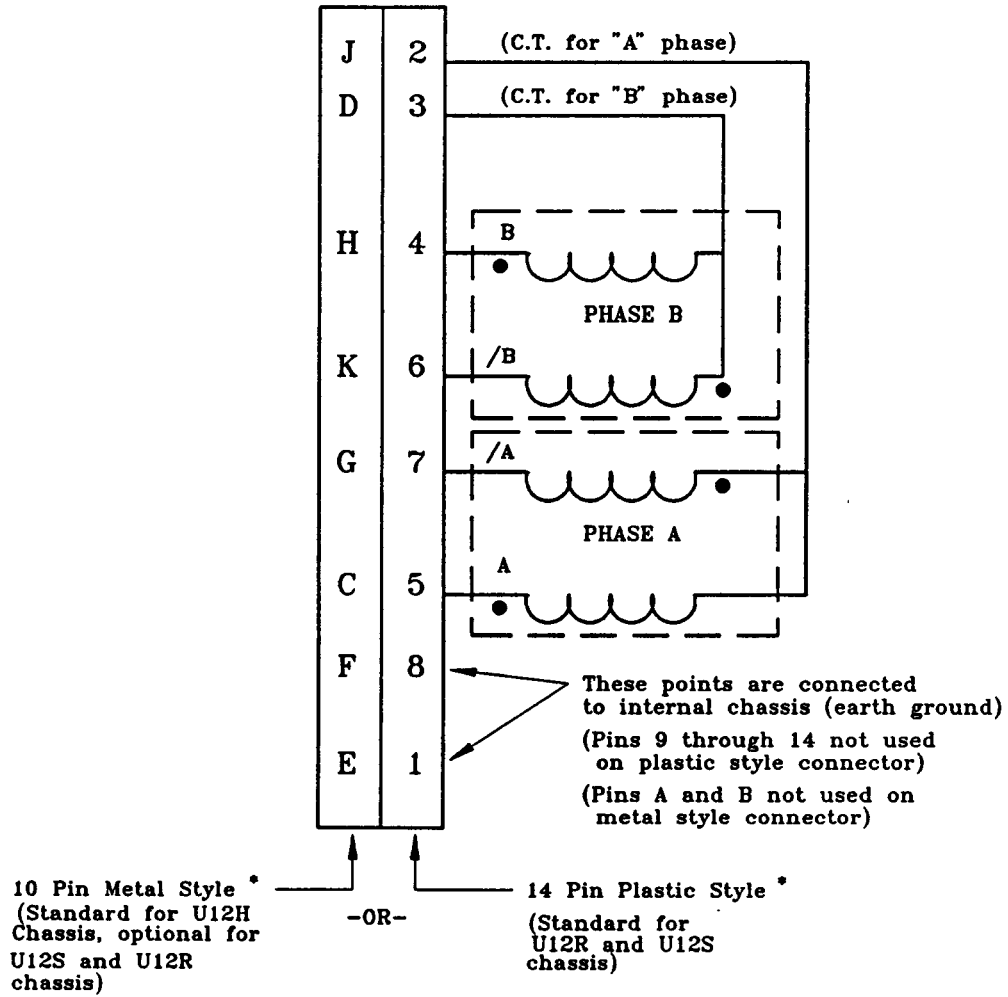 J 2 (C.T. for "A" phase)
D 3 (C.T. for "B" phase)
H 4 B
PHASE B
K 6 /B
G 7 /A
PHASE A
C 5 A
F 8
E 1
These points are connected
to internal chassis (earth ground)
(Pins 9 through 14 not used
on plastic style connector)
(Pins A and B not used on
metal style connector)
10 Pin Metal Style *
(Standard for U12H
Chassis, optional for
U12S and U12R
chassis)
-OR-
14 Pin Plastic Style *
(Standard for
U12R and U12S
chassis)